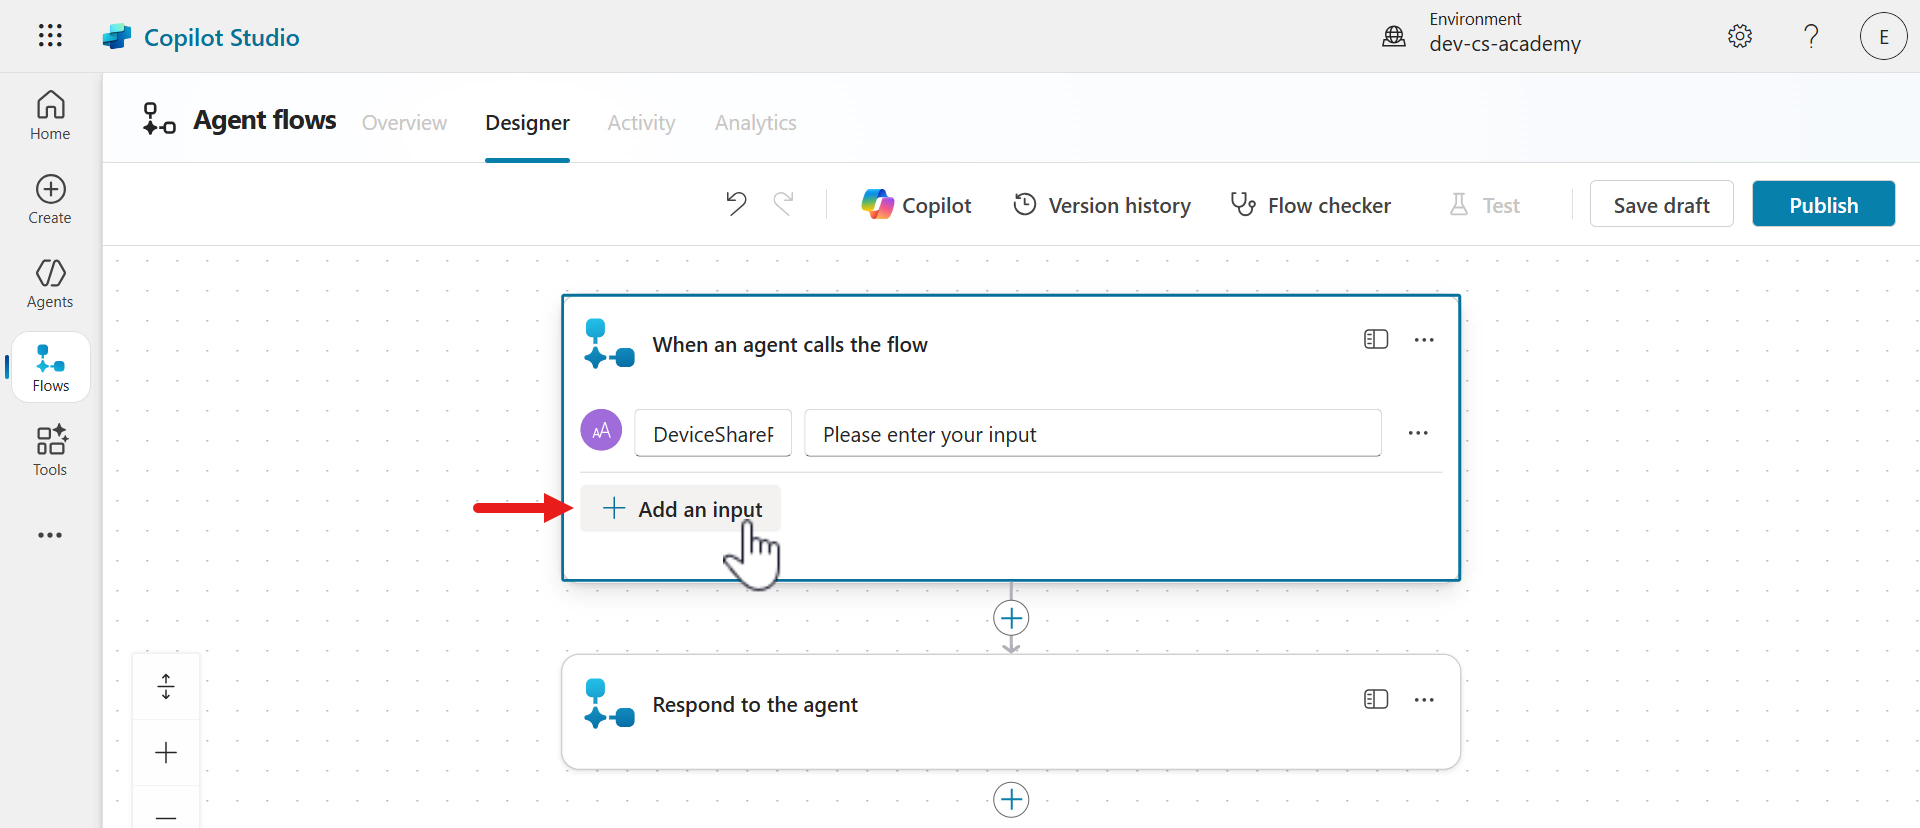 Copilot Studio
Environment
dev-cs-academy
?
E
Home
Create
Agents
Flows
Tools
Agent flows
Overview
Designer
Activity
Analytics
Copilot
Version history
Flow checker
Test
Save draft
Publish
When an agent calls the flow
AA
Please enter your input
Add an input
Respond to the agent